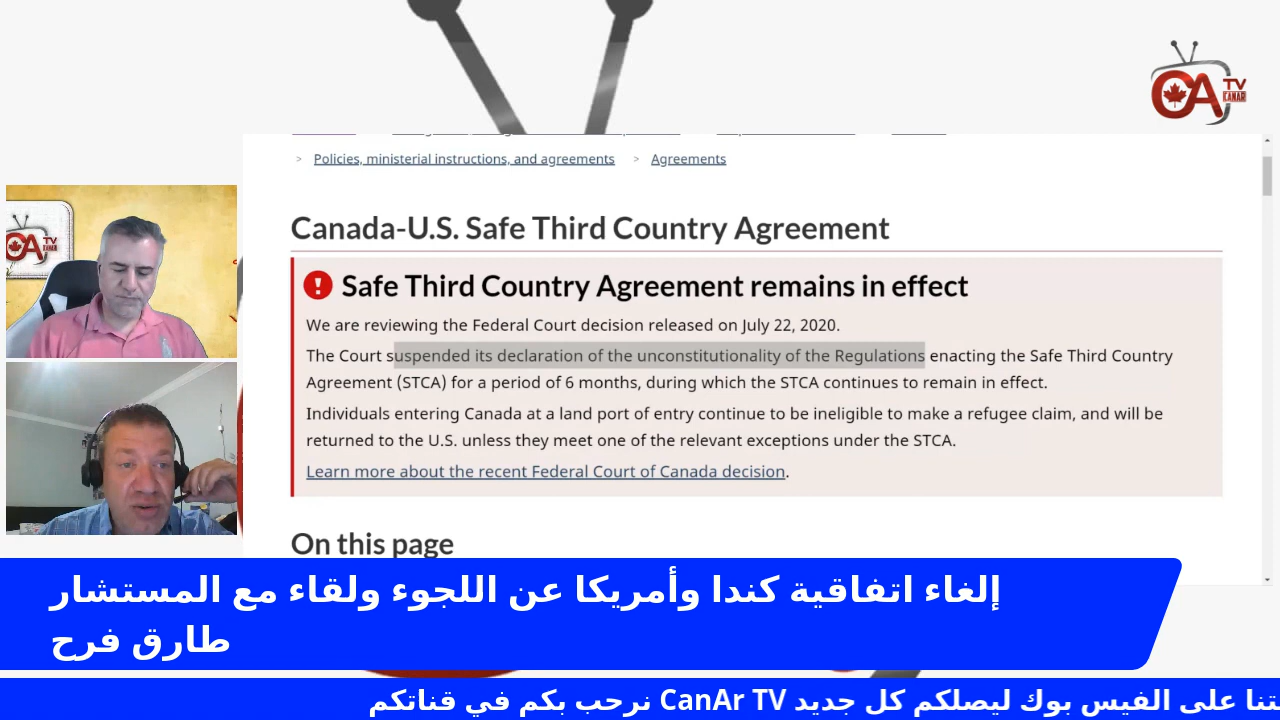 CA TV CANAR
> Policies, ministerial instructions, and agreements > Agreements
Canada-U.S. Safe Third Country Agreement
Safe Third Country Agreement remains in effect
We are reviewing the Federal Court decision released on July 22, 2020.
The Court suspended its declaration of the unconstitutionality of the Regulations enacting the Safe Third Country
Agreement (STCA) for a period of 6 months, during which the STCA continues to remain in effect.
Individuals entering Canada at a land port of entry continue to be ineligible to make a refugee claim, and will be
returned to the U.S. unless they meet one of the relevant exceptions under the STCA.
Learn more about the recent Federal Court of Canada decision.
On this page
إلغاء اتفاقية كندا وأمريكا عن اللجوء ولقاء مع المستشار
طارق فرح
على الفيس بوك ليصلكم كل جديد CanAr TV نرحب بكم في قناتكم